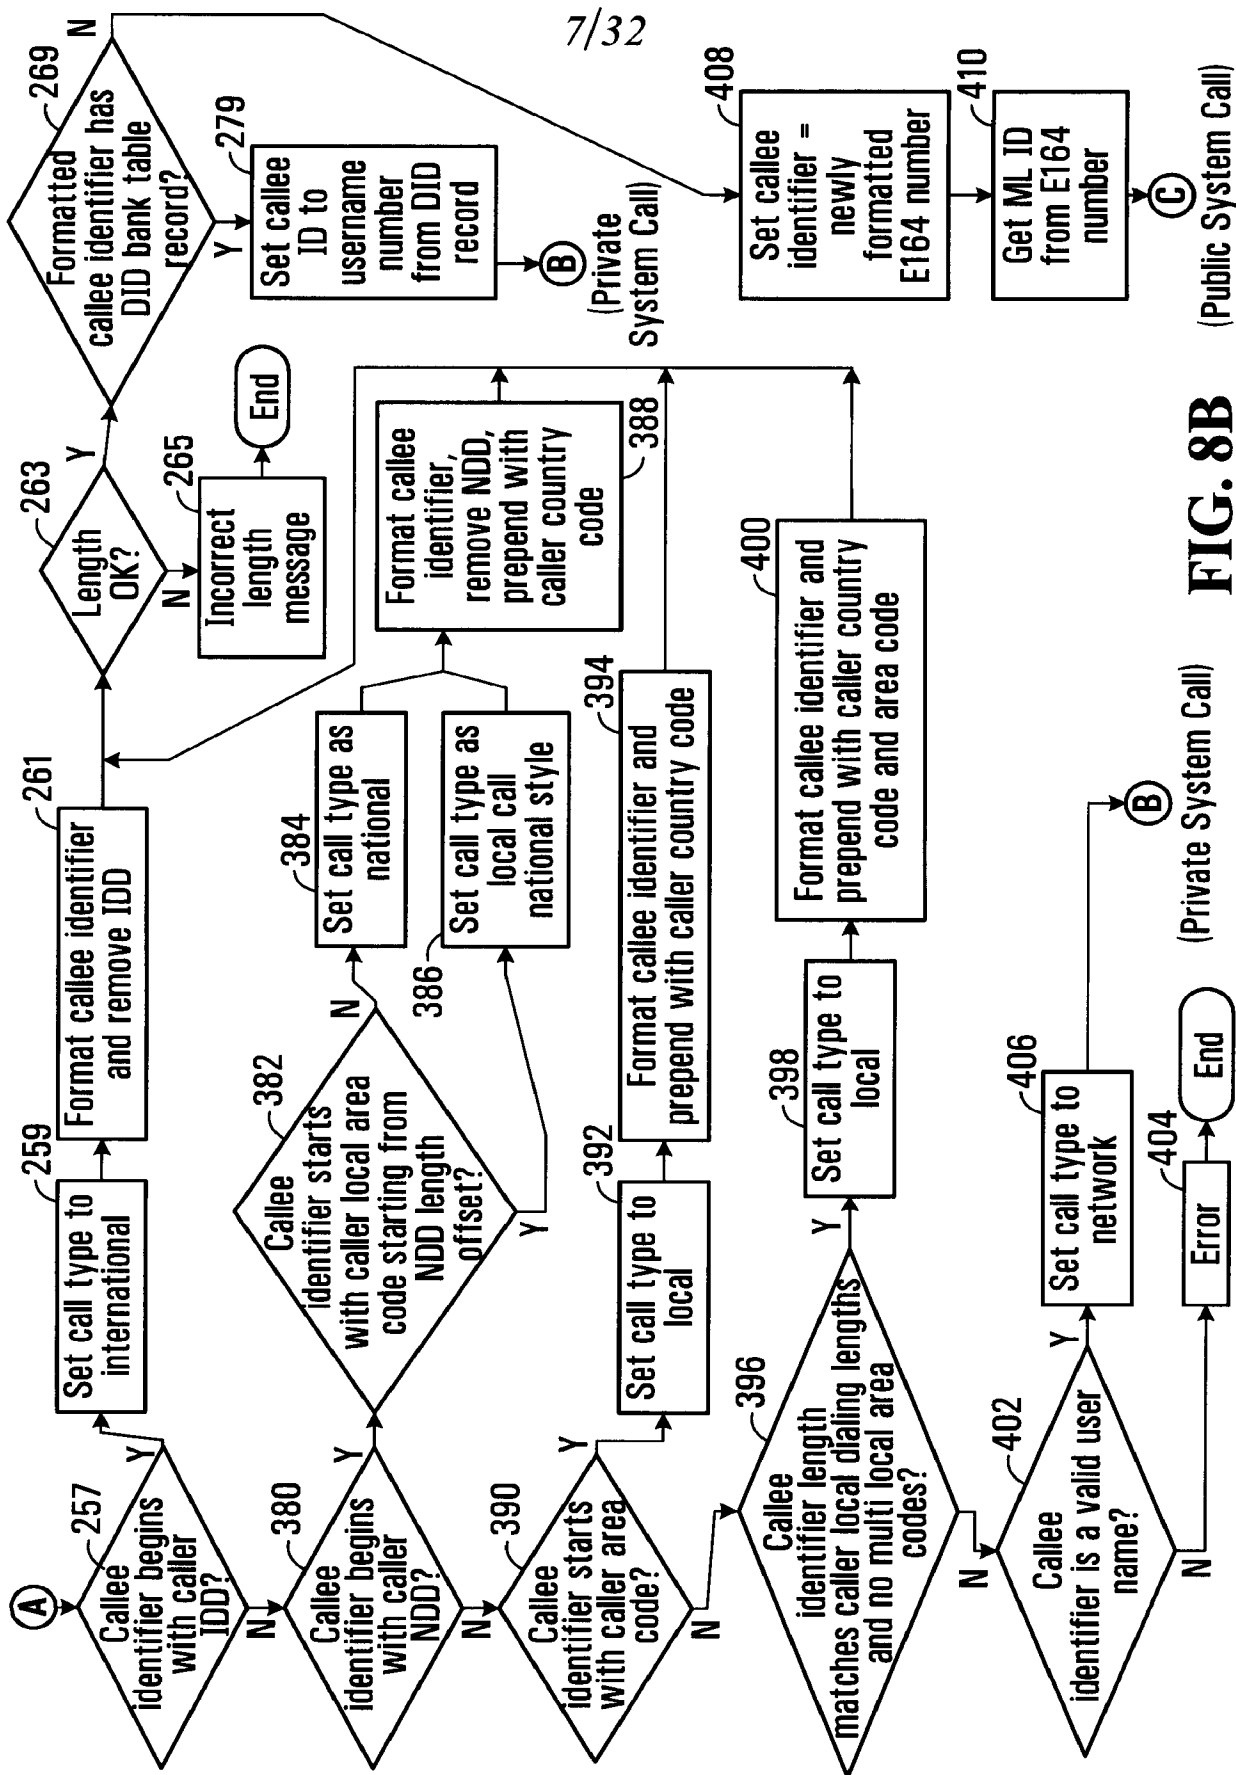 7/32
A
257
Callee
identifier begins
with caller
IDD?
Y
N
259
Set call type to
international
261
Format callee identifier
and remove IDD
263
Length
OK?
Y
N
265
Incorrect
length
message
End
269
Formatted
callee identifier has
DID bank table
record?
N
Y
279
Set callee
ID to
username
number
from DID
record
B
(Private
System Call)
380
Callee
identifier begins
with caller
NDD?
Y
N
382
Callee
identifier starts
with caller local area
code starting from
NDD length
offset?
N
Y
384
Set call type as
national
386
Set call type as
local call
national style
Format callee
identifier,
remove NDD,
prepend with
caller country
code
388
390
Callee
identifier starts
with caller area
code?
Y
N
392
Set call type to
local
394
Format callee identifier and
prepend with caller country code
396
Callee
identifier length
matches caller local dialing lengths
and no multi local area
codes?
Y
N
398
Set call type to
local
400
Format callee identifier and
prepend with caller country
code and area code
402
Callee
identifier is a valid user
name?
Y
N
406
Set call type to
network
B
(Private System Call)
404
Error
End
408
Set callee
identifier =
newly
formatted
E164 number
410
Get ML ID
from E164
number
C
(Public System Call)
FIG. 8B